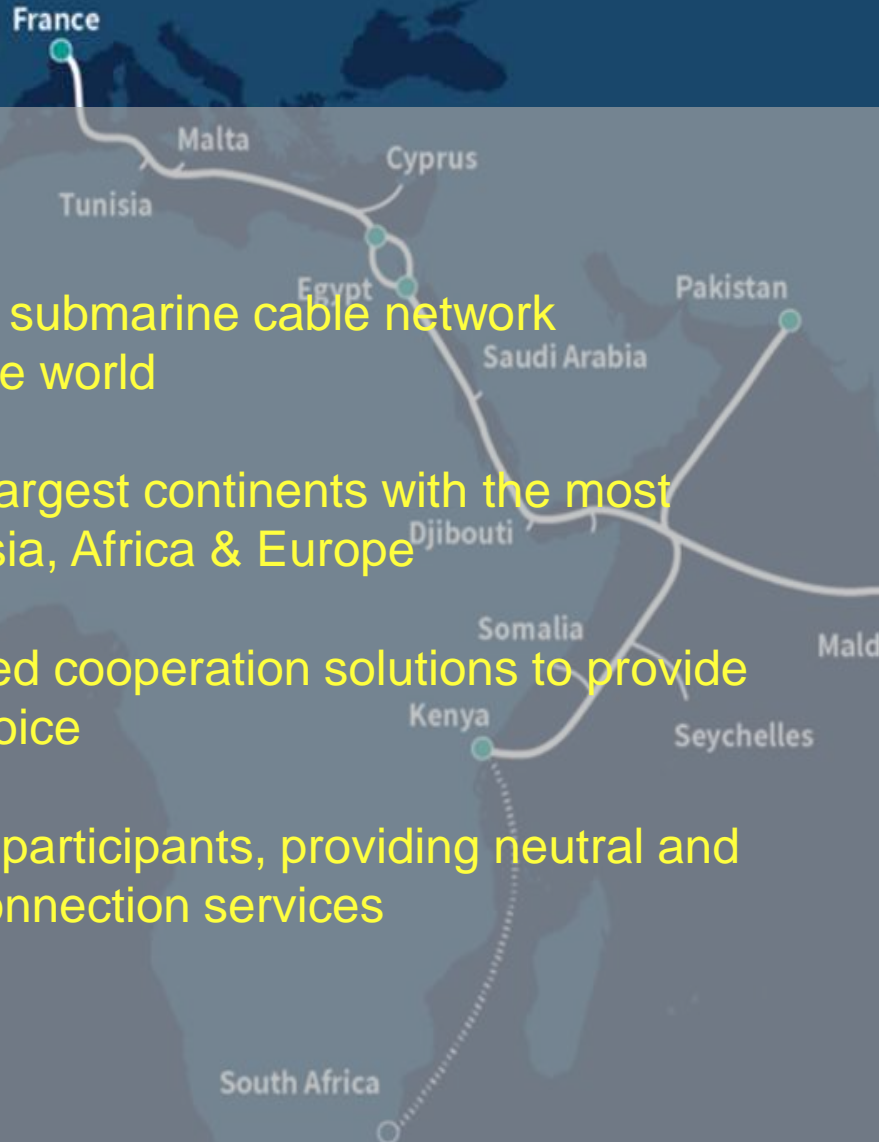 France
Malta
Cyprus
Tunisia
Egypt
Pakistan
submarine cable network
e world
Saudi Arabia
argest continents with the most
Djibouti
sia, Africa & Europe
Somalia
Mald
ed cooperation solutions to provide
Kenya
oice
Seychelles
participants, providing neutral and
onnection services
South Africa